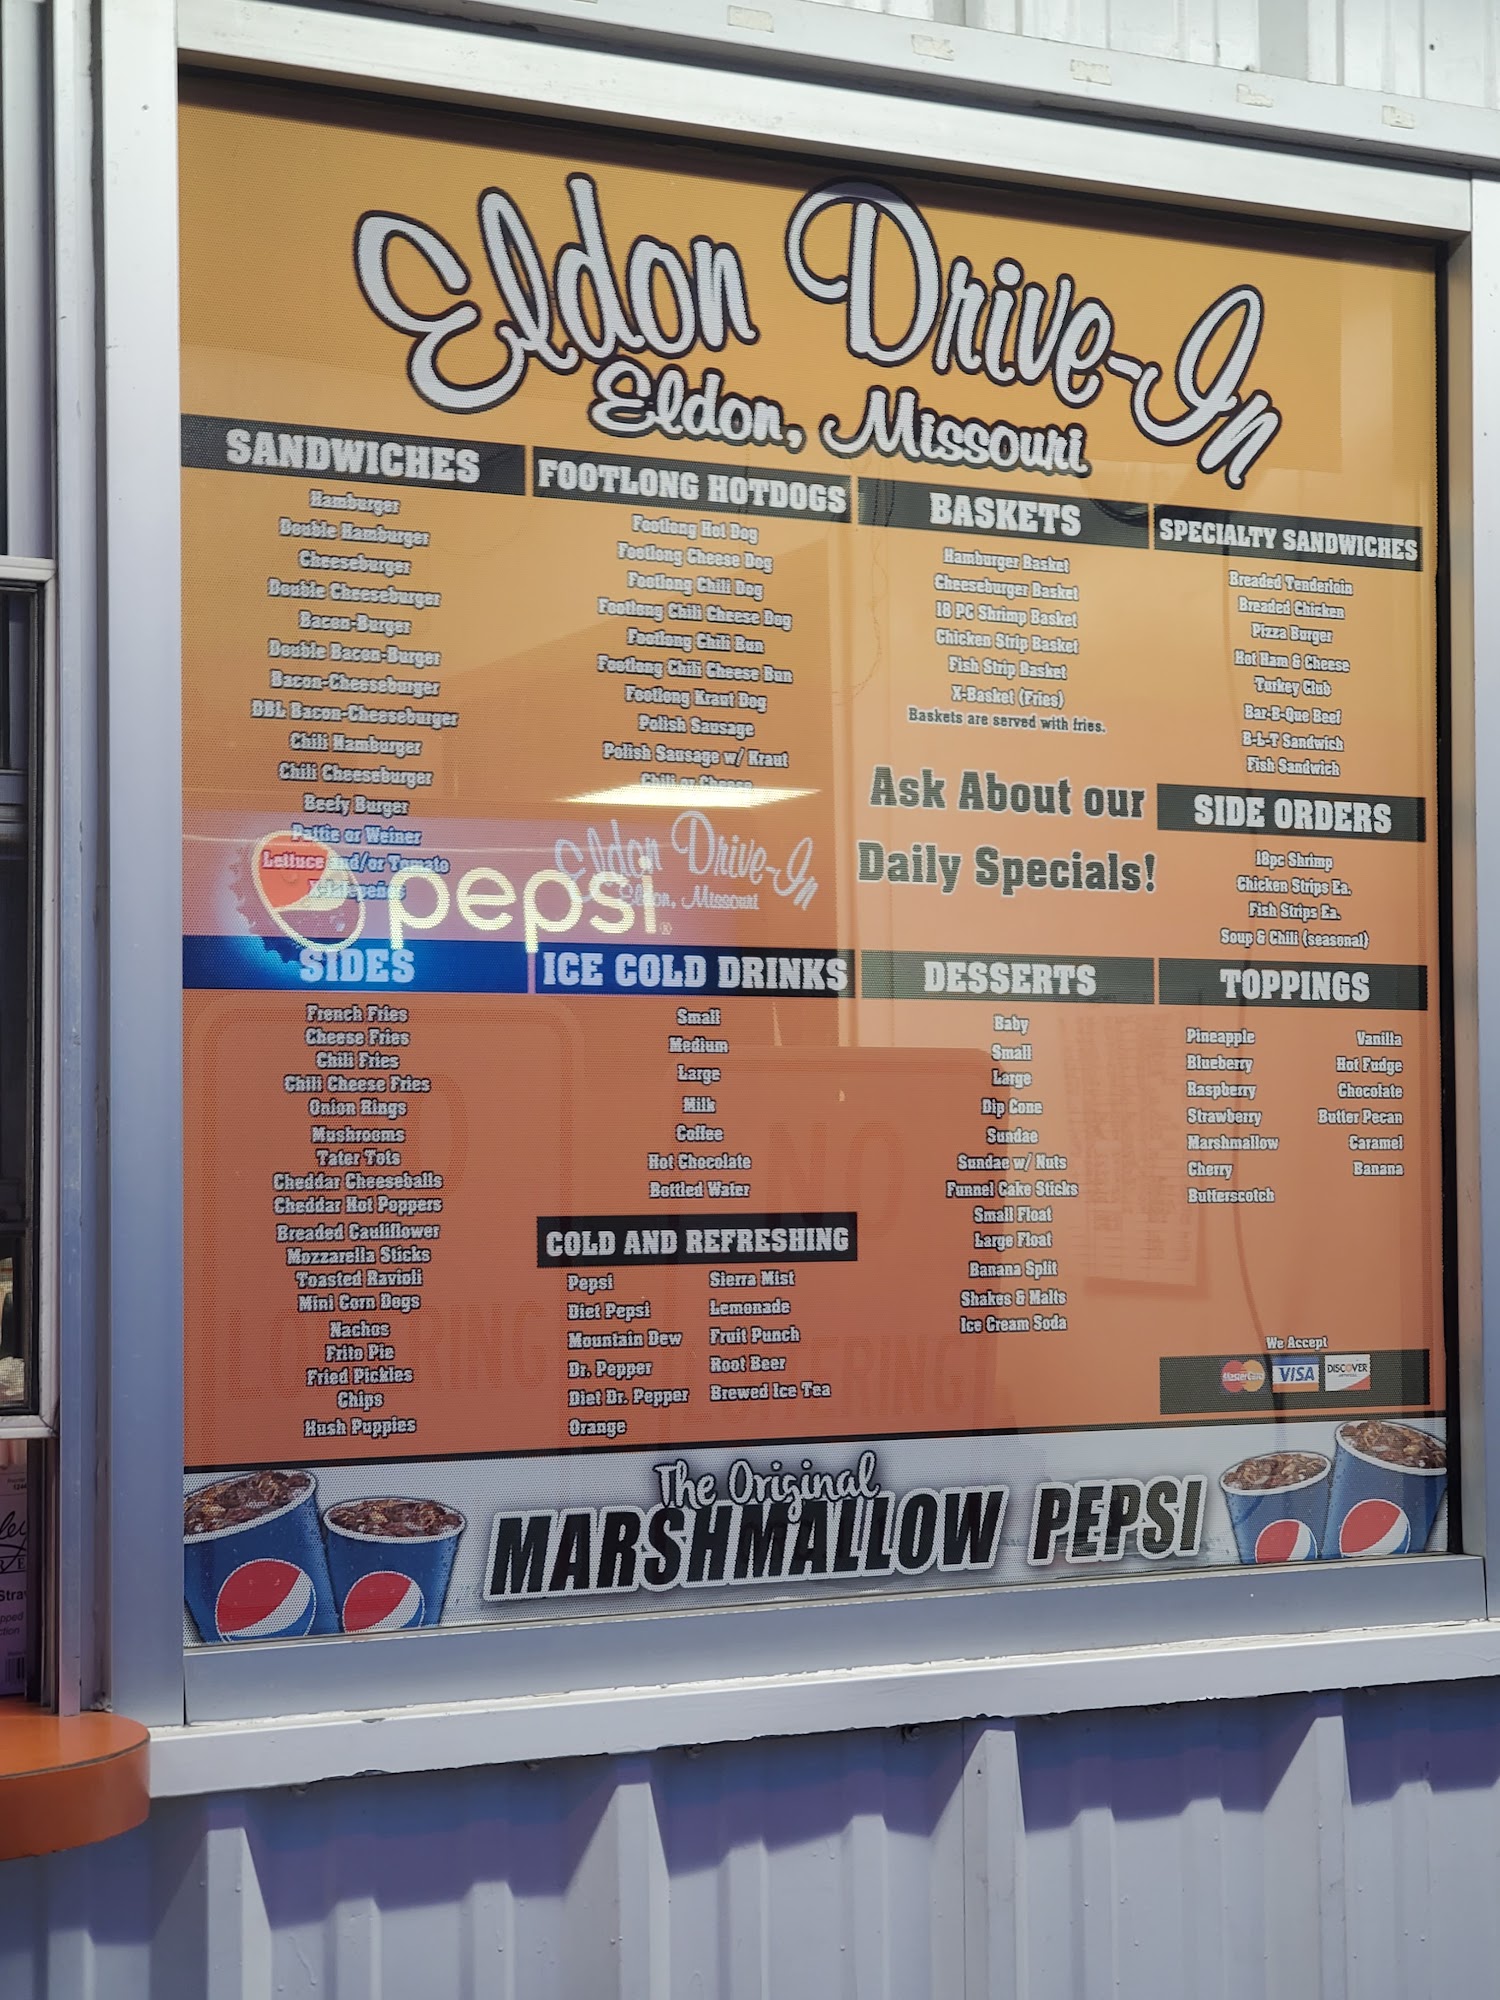 Eldon Drive-In
Eldon, Missouri
SANDWICHES
Hamburger
Double Hamburger
Cheeseburger
Double Cheeseburger
Bacon-Burger
Double Bacon-Burger
Bacon-Cheeseburger
DBL Bacon-Cheeseburger
Chili Hamburger
Chili Cheeseburger
Beefy Burger
Pattie or Weiner
Lettuce and/or Tomato
X-Jalapeños
FOOTLONG HOTDOGS
Footlong Hot Dog
Footlong Cheese Dog
Footlong Chili Dog
Footlong Chili Cheese Dog
Footlong Chili Bun
Footlong Chili Cheese Bun
Footlong Kraut Dog
Polish Sausage
Polish Sausage w/ Kraut
Chili or Cheese
Eldon Drive-In
Eldon, Missouri
pepsi®
BASKETS
Hamburger Basket
Cheeseburger Basket
18 PC Shrimp Basket
Chicken Strip Basket
Fish Strip Basket
X-Basket (Fries)
Baskets are served with fries.
Ask About our
Daily Specials!
SPECIALTY SANDWICHES
Breaded Tenderloin
Breaded Chicken
Pizza Burger
Hot Ham & Cheese
Turkey Club
Bar-B-Que Beef
B-L-T Sandwich
Fish Sandwich
SIDE ORDERS
18pc Shrimp
Chicken Strips Ea.
Fish Strips Ea.
Soup & Chili (seasonal)
SIDES
French Fries
Cheese Fries
Chili Fries
Chili Cheese Fries
Onion Rings
Mushrooms
Tater Tots
Cheddar Cheeseballs
Cheddar Hot Poppers
Breaded Cauliflower
Mozzarella Sticks
Toasted Ravioli
Mini Corn Dogs
Nachos
Frito Pie
Fried Pickles
Chips
Hush Puppies
ICE COLD DRINKS
Small
Medium
Large
Milk
Coffee
Hot Chocolate
Bottled Water
COLD AND REFRESHING
Pepsi
Diet Pepsi
Mountain Dew
Dr. Pepper
Diet Dr. Pepper
Orange
Sierra Mist
Lemonade
Fruit Punch
Root Beer
Brewed Ice Tea
DESSERTS
Baby
Small
Large
Dip Cone
Sundae
Sundae w/ Nuts
Funnel Cake Sticks
Small Float
Large Float
Banana Split
Shakes & Malts
Ice Cream Soda
TOPPINGS
Pineapple
Blueberry
Raspberry
Strawberry
Marshmallow
Cherry
Butterscotch
Vanilla
Hot Fudge
Chocolate
Butter Pecan
Caramel
Banana
We Accept
MasterCard
VISA
DISCOVER
The Original
MARSHMALLOW PEPSI